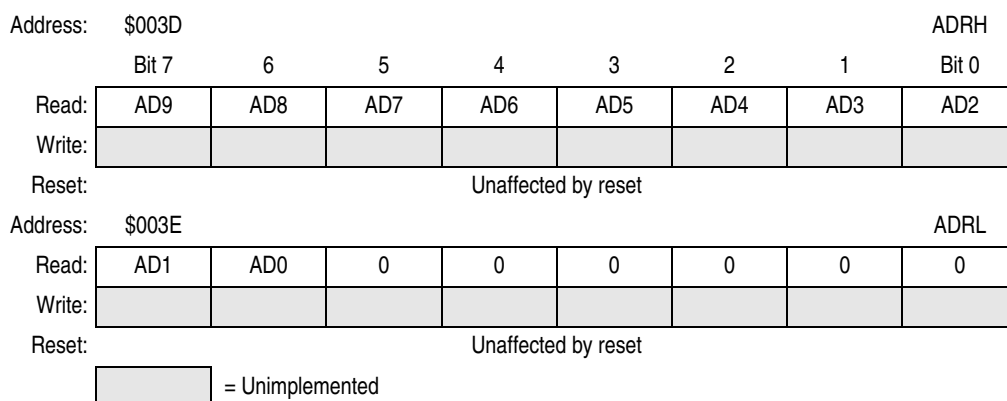 Address: $003D ADRH
Bit 7 6 5 4 3 2 1 Bit 0
Read: AD9 AD8 AD7 AD6 AD5 AD4 AD3 AD2
Write:
Reset: Unaffected by reset
Address: $003E ADRL
Read: AD1 AD0 0 0 0 0 0 0
Write:
Reset: Unaffected by reset
= Unimplemented